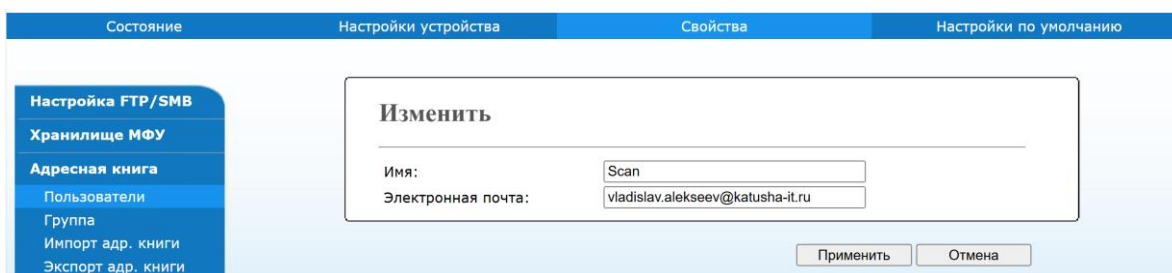 Состояние Настройки устройства Свойства Настройки по умолчанию
Настройка FTP/SMB
Хранилище МФУ
Адресная книга
Пользователи
Группа
Импорт адр. книги
Экспорт адр. книги
Изменить
Имя: Scan
Электронная почта: vladislav.alekseev@katusha-it.ru
Применить Отмена